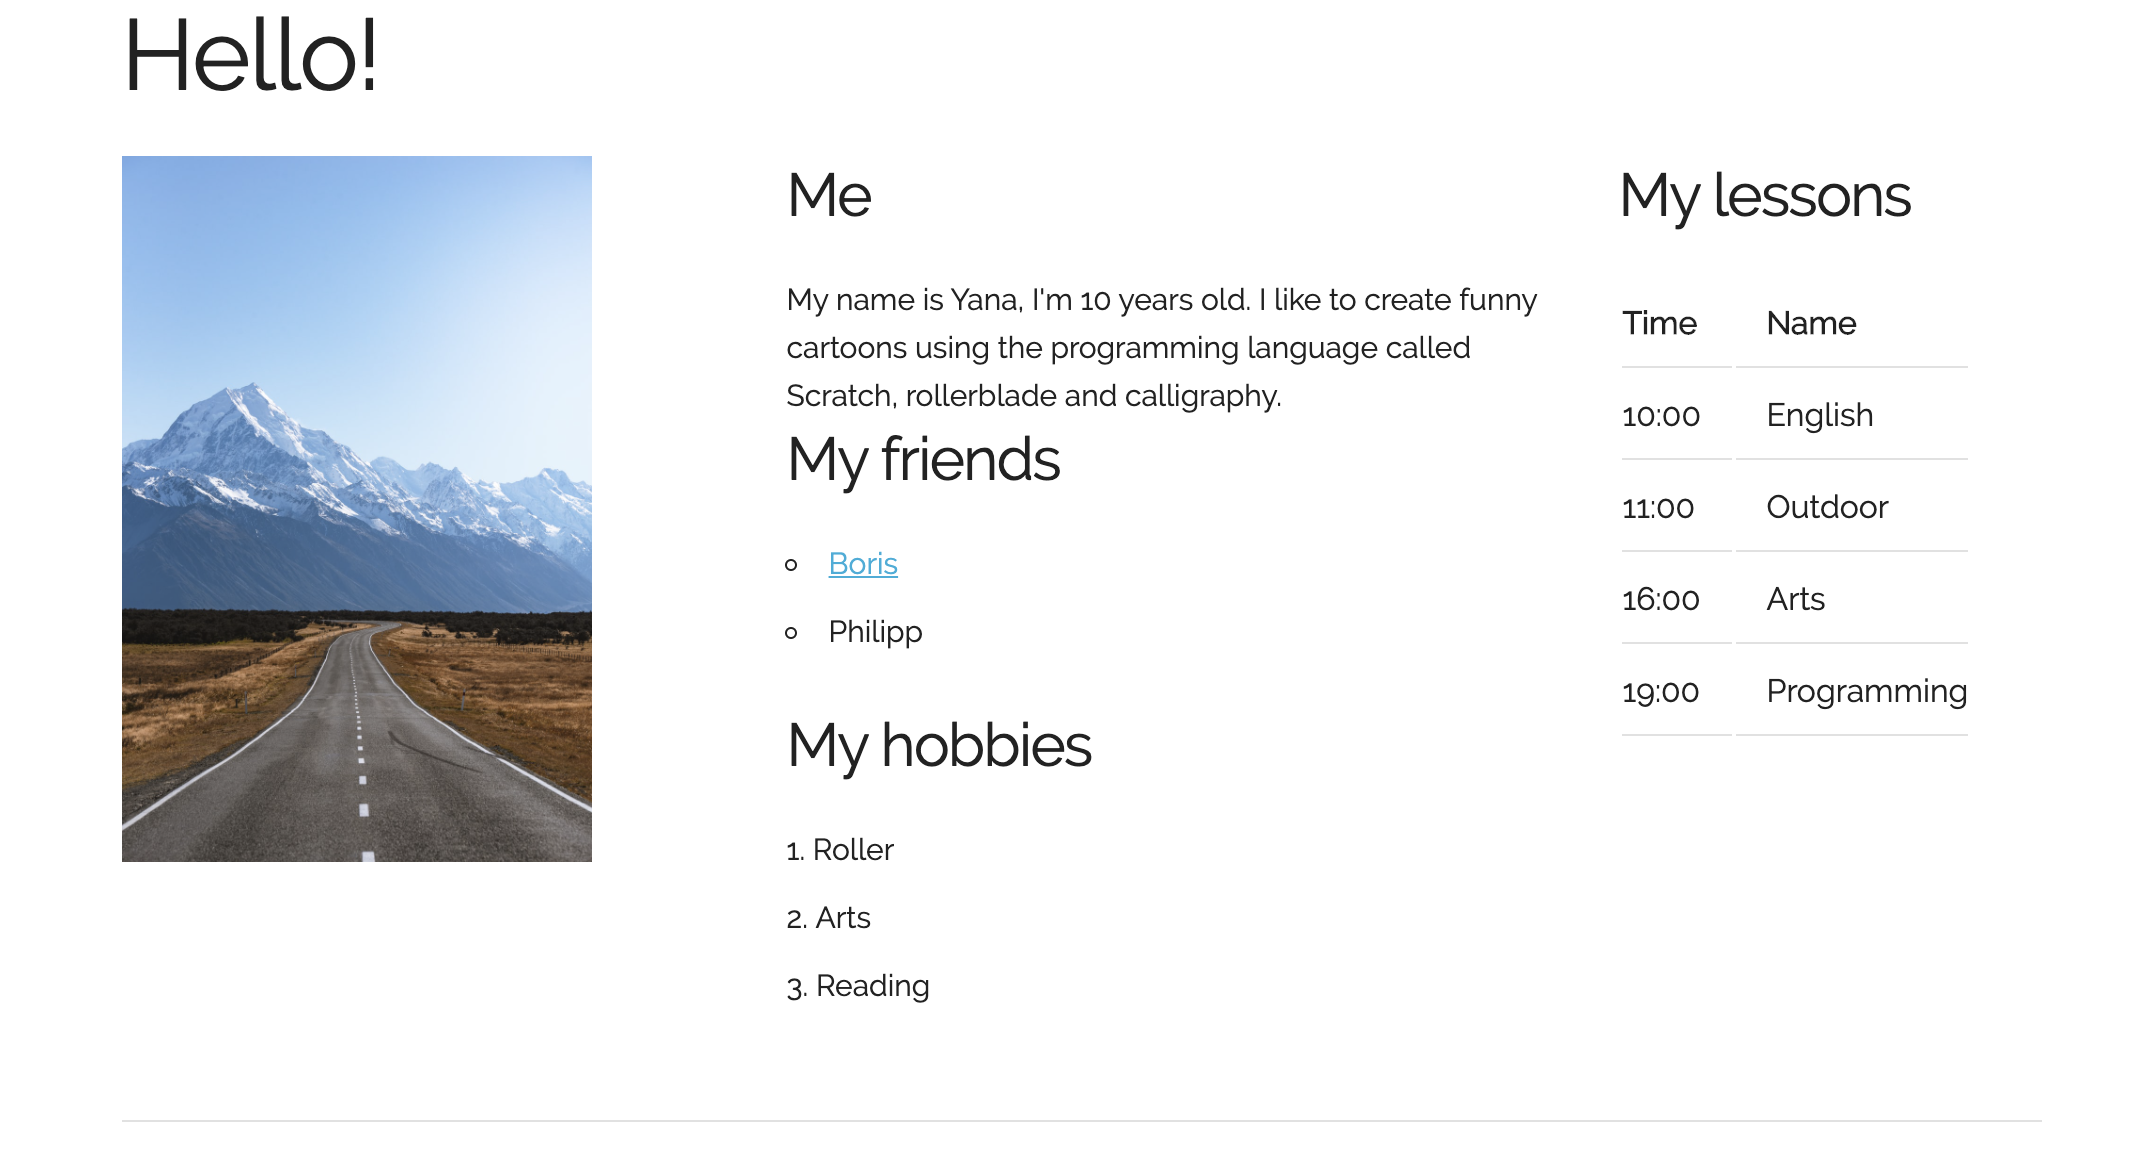 Hello!
Me
My name is Yana, I'm 10 years old. I like to create funny
cartoons using the programming language called
Scratch, rollerblade and calligraphy.
My friends
Boris
Philipp
My hobbies
1. Roller
2. Arts
3. Reading
My lessons
Time Name
10:00 English
11:00 Outdoor
16:00 Arts
19:00 Programming